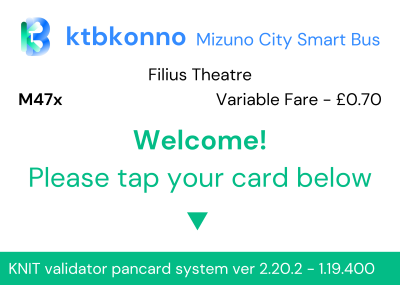 ktbkonno Mizuno City Smart Bus
Filius Theatre
M47x Variable Fare - £0.70
Welcome!
Please tap your card below
KNIT validator pancard system ver 2.20.2 - 1.19.400